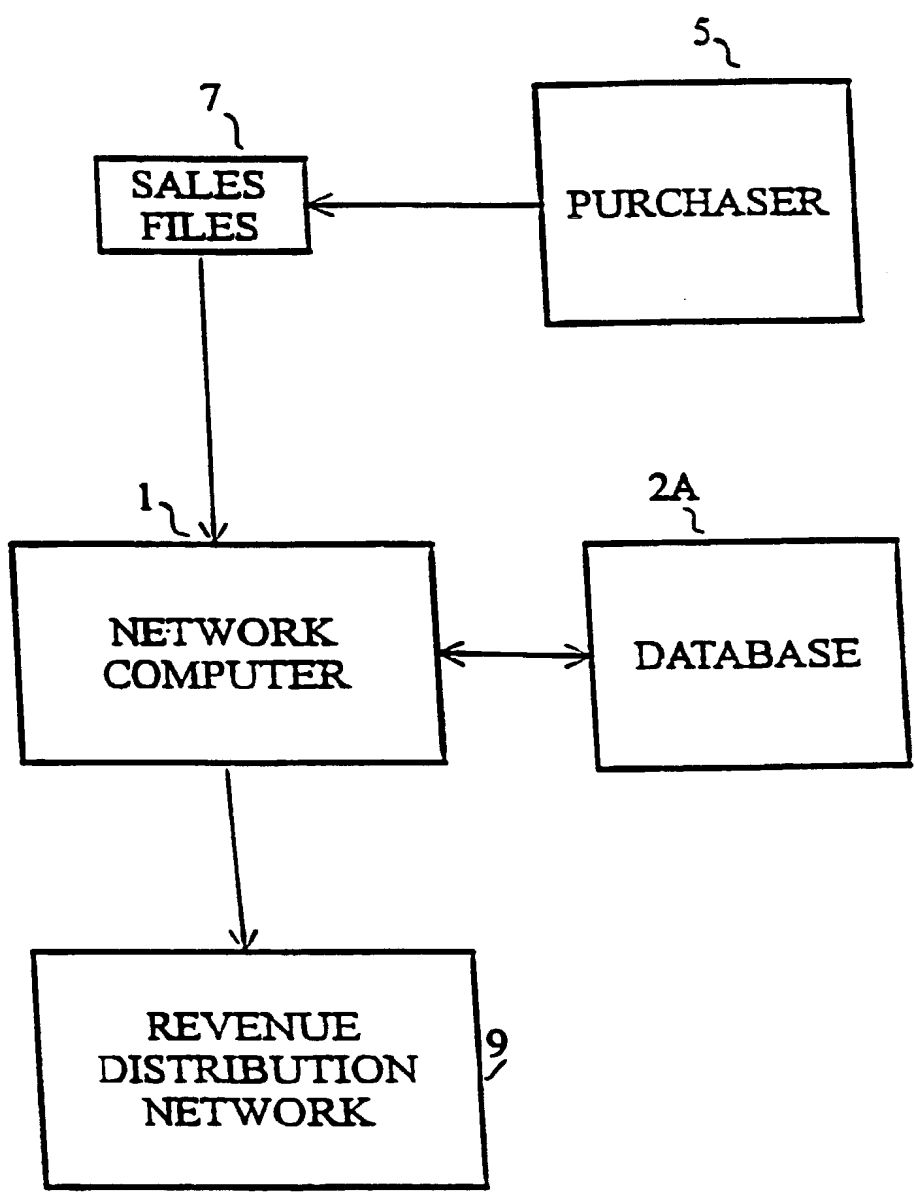 5
7
SALES
FILES
PURCHASER
1
2A
NETWORK
COMPUTER
DATABASE
REVENUE
DISTRIBUTION
NETWORK
9